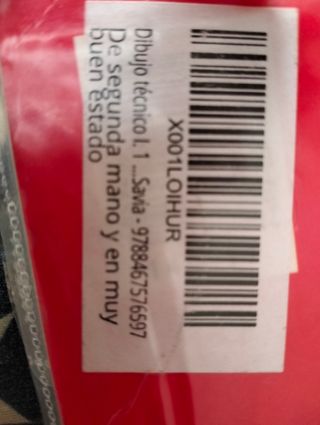 X001LOIHUR
Dibujo técnico I. 1 ...Savia - 9788467576597
De segunda mano y en muy
buen estado